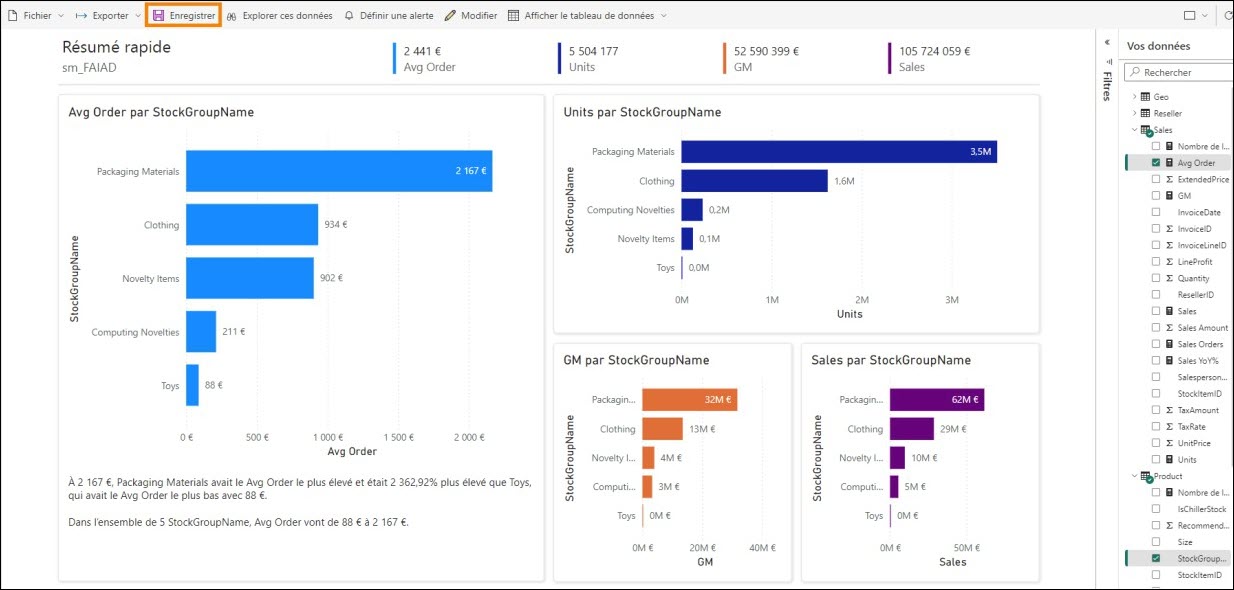 Fichier
Exporter
Enregistrer
Explorer ces données
Définir une alerte
Modifier
Afficher le tableau de données
Résumé rapide
sm_FAIAD
2 441 €
Avg Order
5 504 177
Units
52 590 399 €
GM
105 724 059 €
Sales
Avg Order par StockGroupName
StockGroupName
Packaging Materials
2 167 €
Clothing
934 €
Novelty Items
902 €
Computing Novelties
211 €
Toys
88 €
0 €
500 €
1 000 €
1 500 €
2 000 €
Avg Order
À 2 167 €, Packaging Materials avait le Avg Order le plus élevé et était 2 362,92% plus élevé que Toys,
qui avait le Avg Order le plus bas avec 88 €.
Dans l'ensemble de 5 StockGroupName, Avg Order vont de 88 € à 2 167 €.
Units par StockGroupName
StockGroupName
Packaging Materials
3,5M
Clothing
1,6M
Computing Novelties
0,2M
Novelty Items
0,1M
Toys
0,0M
0M
1M
2M
3M
Units
GM par StockGroupName
StockGroupName
Packagin...
32M €
Clothing
13M €
Novelty I...
4M €
Computi...
3M €
Toys
0M €
0M €
20M €
40M €
GM
Sales par StockGroupName
StockGroupName
Packagin...
62M €
Clothing
29M €
Novelty I...
10M €
Computi...
5M €
Toys
0M €
0M €
50M €
Sales
Filtres
Vos données
Rechercher
Geo
Reseller
Sales
Nombre de l...
Avg Order
ExtendedPrice
GM
InvoiceDate
InvoiceID
InvoiceLineID
LineProfit
Quantity
ResellerID
Sales
Sales Amount
Sales Orders
Sales YoY%
Salesperson...
StockItemID
TaxAmount
TaxRate
UnitPrice
Units
Product
Nombre de l...
IsChillerStock
Recommend...
Size
StockGroup...
StockItemID